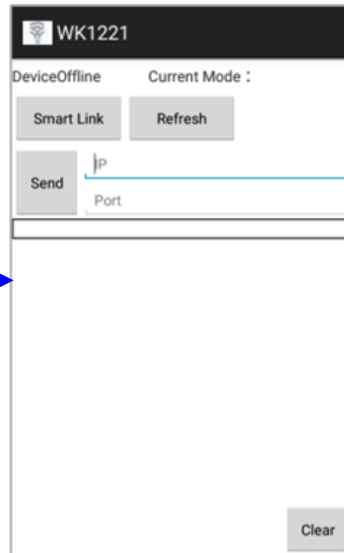 WK1221
DeviceOffline Current Mode：
Smart Link Refresh
Send
IP
Port
Clear